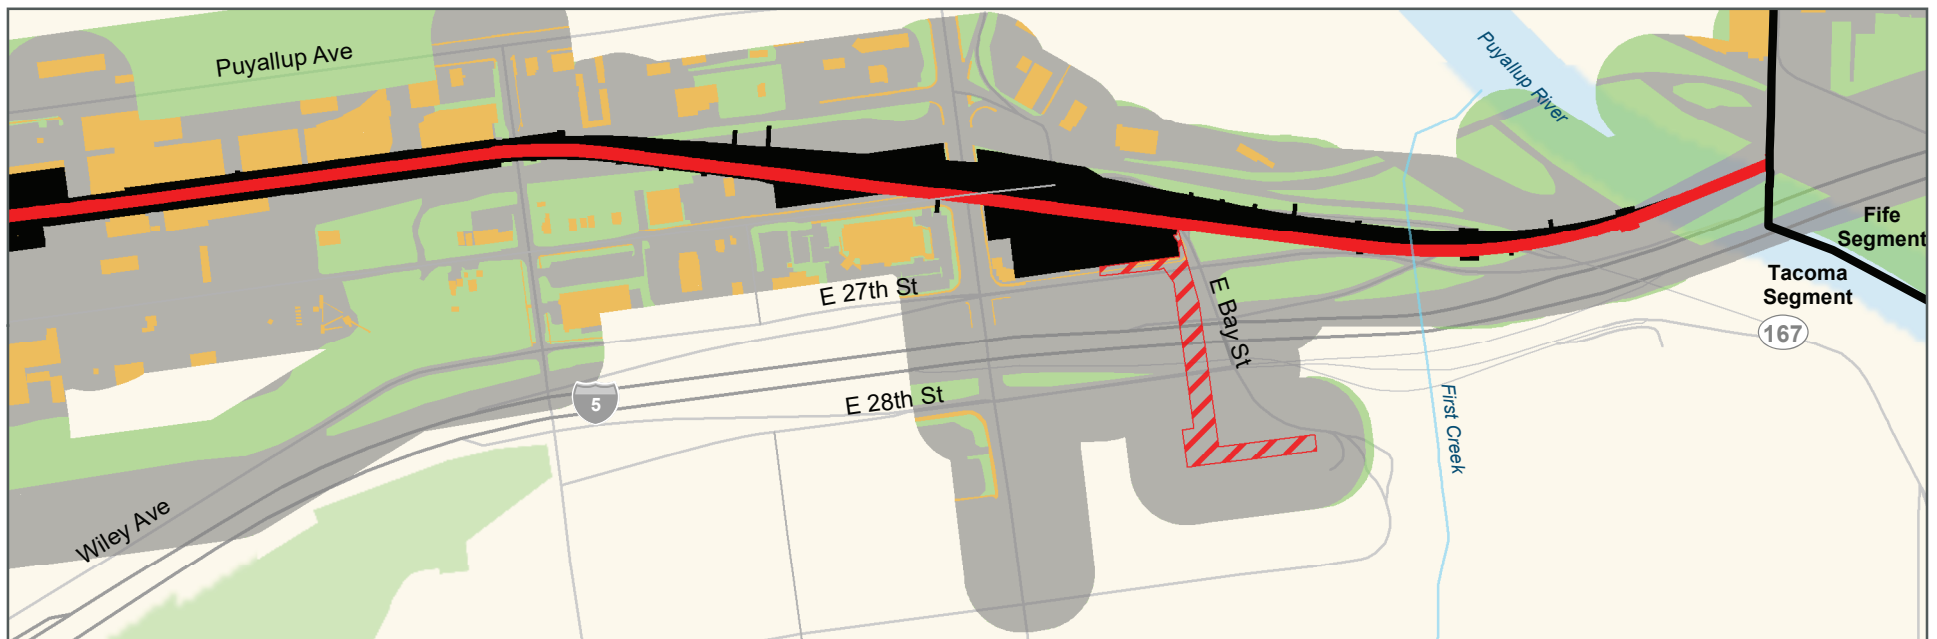 Puyallup Ave
Puyallup River
Fife
Segment
Tacoma
Segment
167
E 27th St
E Bay St
5
E 28th St
First Creek
Wiley Ave